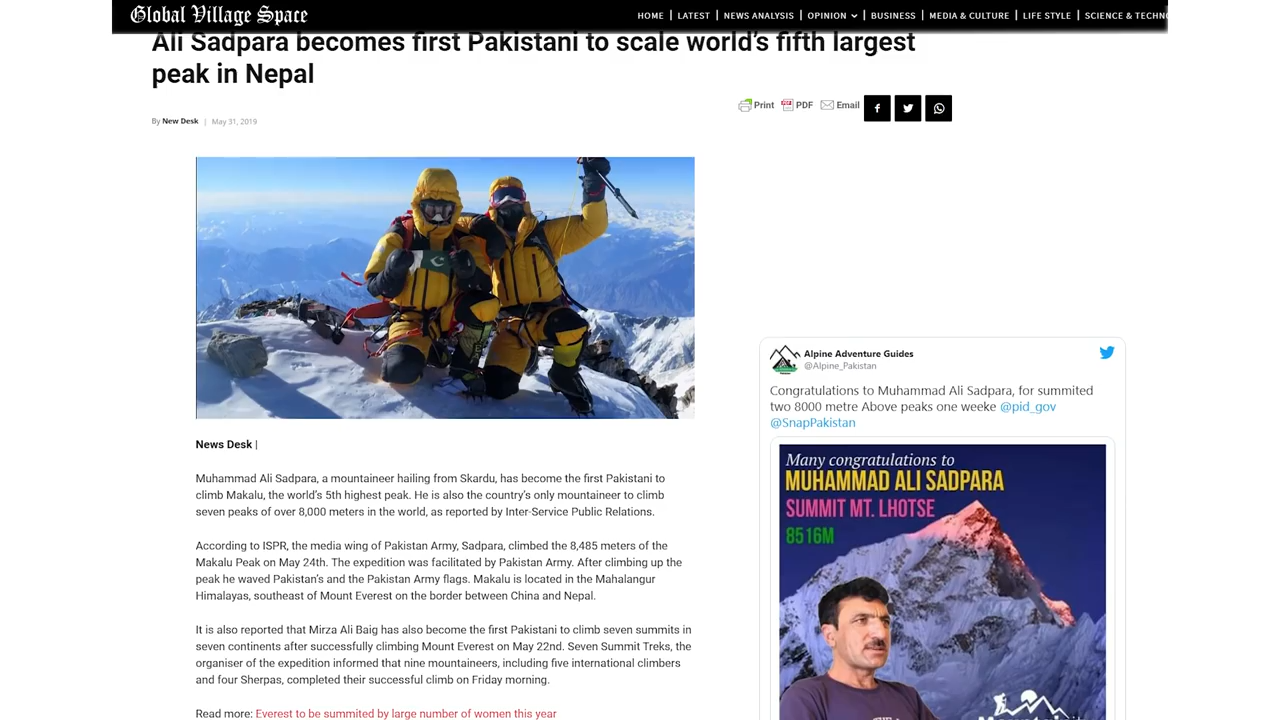 Global Village Space
HOME | LATEST | NEWS ANALYSIS | OPINION | BUSINESS | MEDIA & CULTURE | LIFE STYLE | SCIENCE &
Ali Sadpara becomes first Pakistani to scale world's fifth largest
peak in Nepal
Print PDF Email
By New Desk | May 31, 2019
News Desk |
Muhammad Ali Sadpara, a mountaineer hailing from Skardu, has become the first Pakistani to
climb Makalu, the world's 5th highest peak. He is also the country's only mountaineer to climb
seven peaks of over 8,000 meters in the world, as reported by Inter-Service Public Relations.
According to ISPR, the media wing of Pakistan Army, Sadpara, climbed the 8,485 meters of the
Makalu Peak on May 24th. The expedition was facilitated by Pakistan Army. After climbing up the
peak he waved Pakistan's and the Pakistan Army flags. Makalu is located in the Mahalangur
Himalayas, southeast of Mount Everest on the border between China and Nepal.
It is also reported that Mirza Ali Baig has also become the first Pakistani to climb seven summits in
seven continents after successfully climbing Mount Everest on May 22nd. Seven Summit Treks, the
organiser of the expedition informed that nine mountaineers, including five international climbers
and four Sherpas, completed their successful climb on Friday morning.
Read more: Everest to be summited by large number of women this year
Alpine Adventure Guides
@Alpine_Pakistan
Congratulations to Muhammad Ali Sadpara, for summited
two 8000 metre Above peaks one weeke @pid_gov
@SnapPakistan
Many congratulations to
MUHAMMAD ALI SADPARA
SUMMIT MT. LHOTSE
8516M